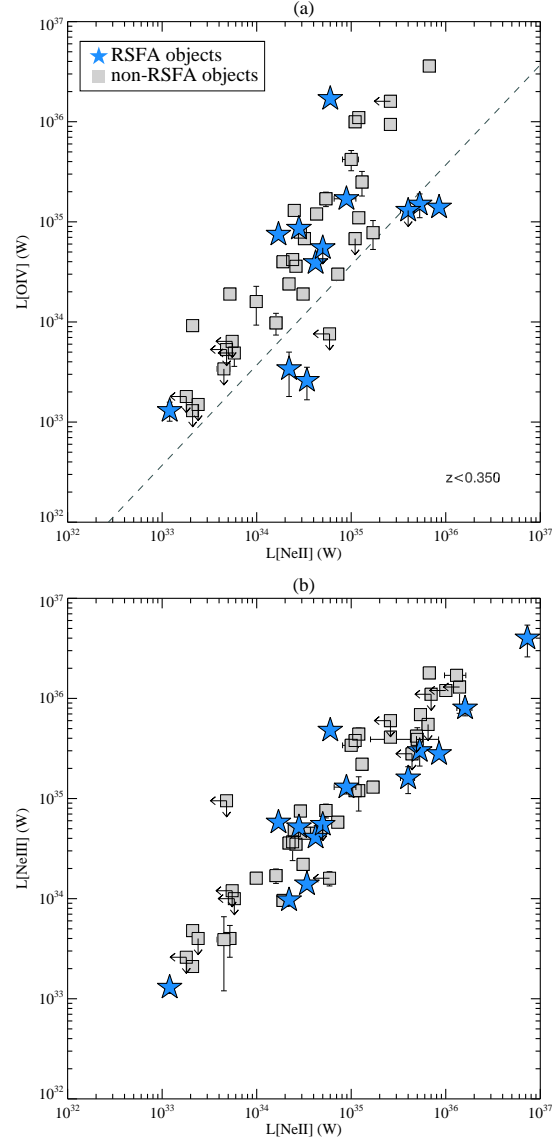 (a)
RSFA objects
non-RSFA objects
10^37
10^36
10^35
10^34
10^33
10^32
L[OIV] (W)
z<0.350
10^32 10^33 10^34 10^35 10^36 10^37
L[NeII] (W)
(b)
10^37
10^36
10^35
10^34
10^33
10^32
L[NeIII] (W)
10^32 10^33 10^34 10^35 10^36 10^37
L[NeII] (W)